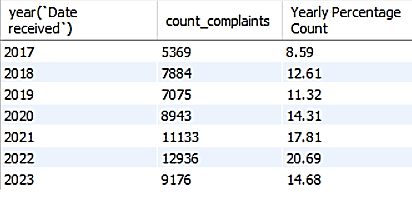 year(`Date received`) count_complaints Yearly Percentage Count
2017 5369 8.59
2018 7884 12.61
2019 7075 11.32
2020 8943 14.31
2021 11133 17.81
2022 12936 20.69
2023 9176 14.68